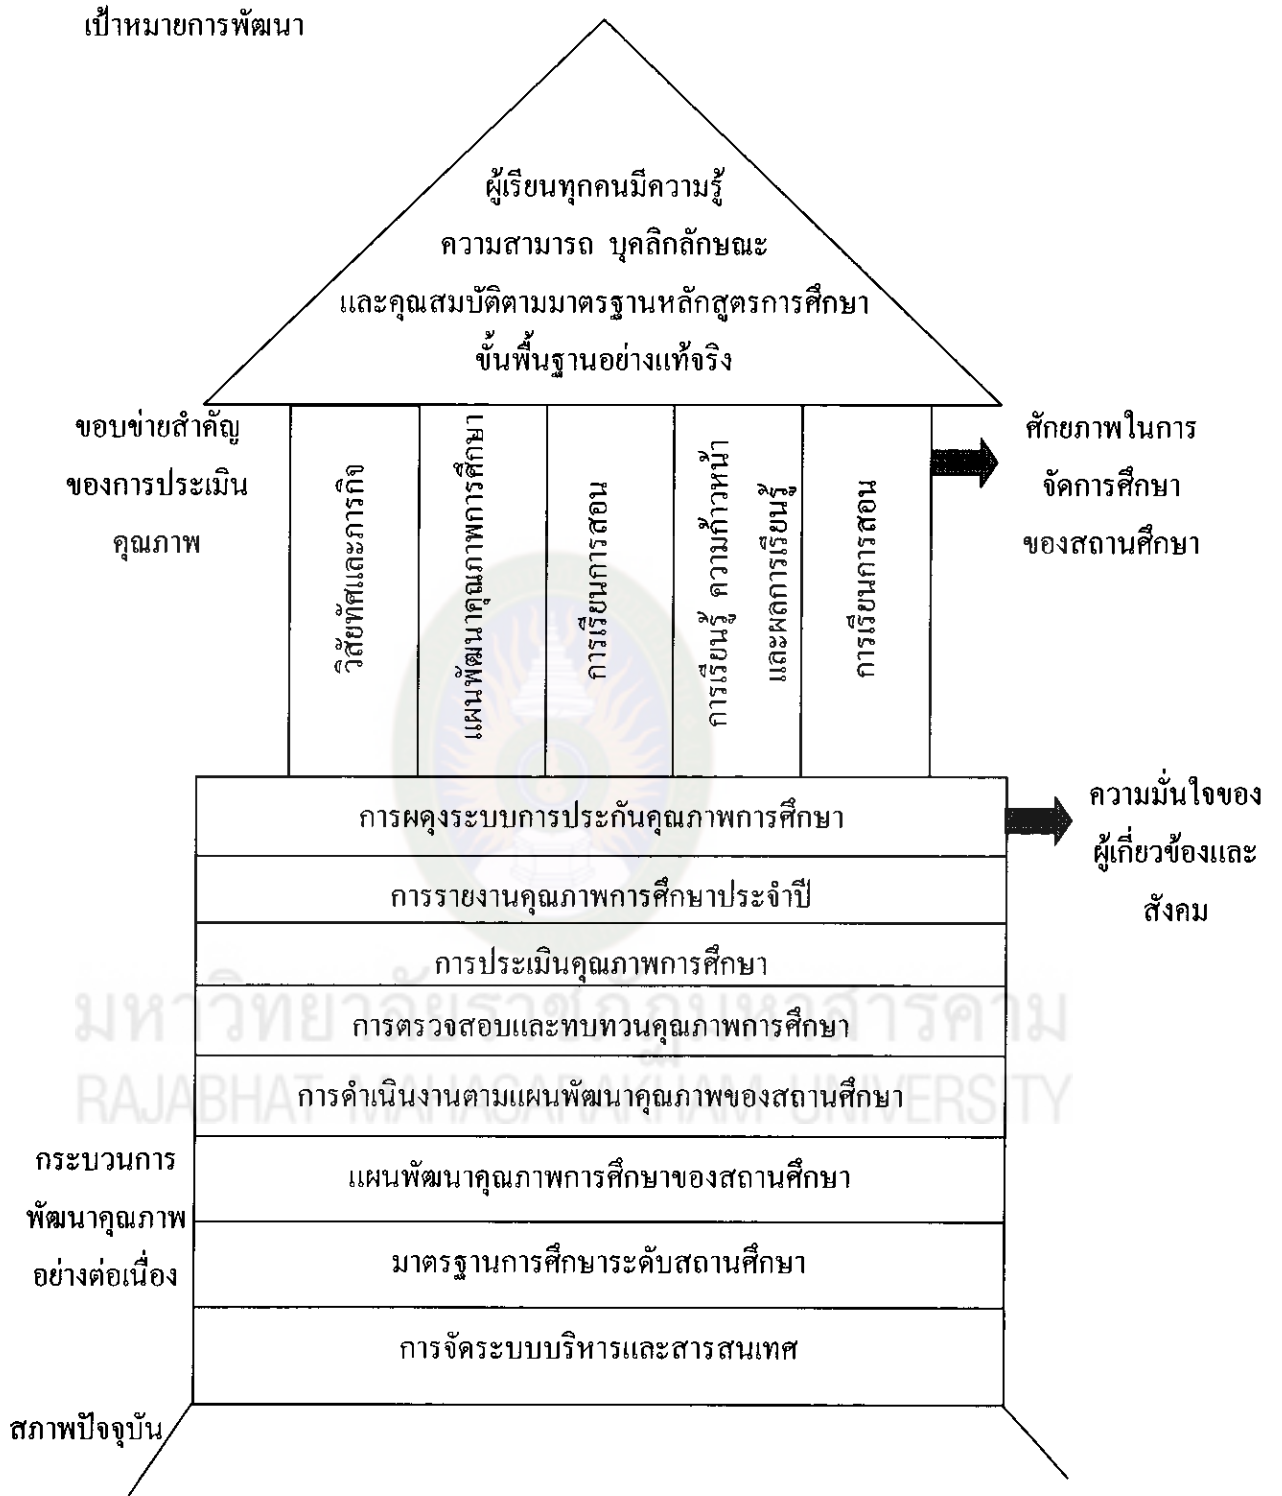 เป้าหมายการพัฒนา
ผู้เรียนทุกคนมีความรู้
ความสามารถ บุคลิกลักษณะ
และคุณสมบัติตามมาตรฐานหลักสูตรการศึกษา
ขั้นพื้นฐานอย่างแท้จริง
ขอบข่ายสำคัญ
ของการประเมิน
คุณภาพ
วิสัยทัศและภารกิจ
แผนพัฒนาคุณภาพการศึกษา
การเรียนการสอน
การเรียนรู้ ความก้าวหน้า
และผลการเรียนรู้
การเรียนการสอน
ศักยภาพในการ
จัดการศึกษา
ของสถานศึกษา
การผดุงระบบการประกันคุณภาพการศึกษา
ความมั่นใจของ
ผู้เกี่ยวข้องและ
สังคม
การรายงานคุณภาพการศึกษาประจำปี
การประเมินคุณภาพการศึกษา
การตรวจสอบและทบทวนคุณภาพการศึกษา
มหาวิทยาลัยราชภัฏมหาสารคาม
RAJABHAT MAHASARAKHAM UNIVERSITY
การดำเนินงานตามแผนพัฒนาคุณภาพของสถานศึกษา
กระบวนการ
พัฒนาคุณภาพ
อย่างต่อเนื่อง
แผนพัฒนาคุณภาพการศึกษาของสถานศึกษา
มาตรฐานการศึกษาระดับสถานศึกษา
การจัดระบบบริหารและสารสนเทศ
สภาพปัจจุบัน